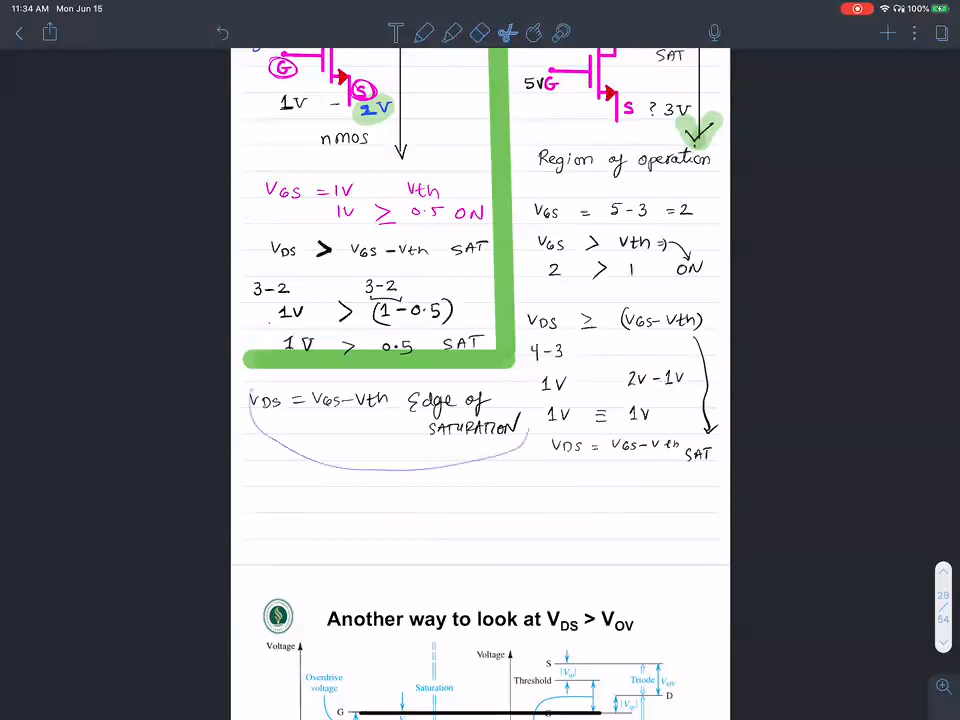 11:34 AM Mon Jun 15
100%
T
G
S
1V - 2V
nmos
VGS = 1V Vth
1V ≥ 0.5 ON
VDS > VGS - Vth SAT
3-2 3-2
1V > (1 - 0.5)
1V > 0.5 SAT
VDS = VGS - Vth Edge of
SATURATION
SAT
5V G
S ? 3V
Region of operation
VGS = 5 - 3 = 2
VGS > Vth ⇒
2 > 1 ON
VDS ≥ (VGS - Vth)
4-3
1V 2V - 1V
1V ≡ 1V
VDS = VGS - Vth SAT
29
/
54
Another way to look at VDS > VOV
Voltage
Overdrive
voltage
Saturation
G
Voltage
S
|Vtp|
Threshold
Triode
VOV
D
|Vtp|